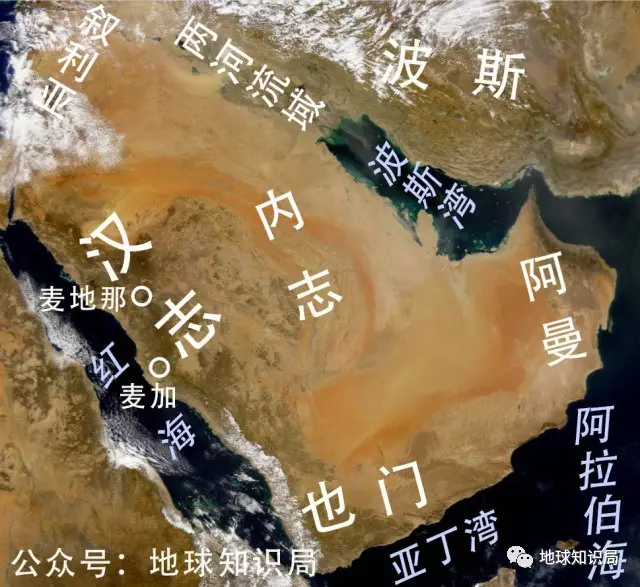 叙利亚
两河流域
波斯
波斯湾
内志
汉志
阿曼
麦地那
麦加
红海
阿拉伯海
也门
亚丁湾
公众号：地球知识局
地球知识局